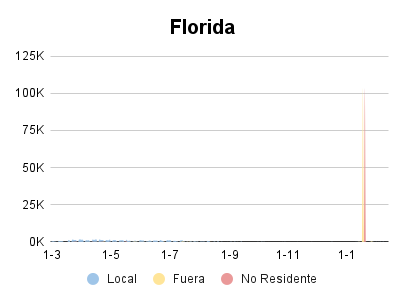 Florida
125K
100K
75K
50K
25K
0K
1-3 1-5 1-7 1-9 1-11 1-1
Local Fuera No Residente